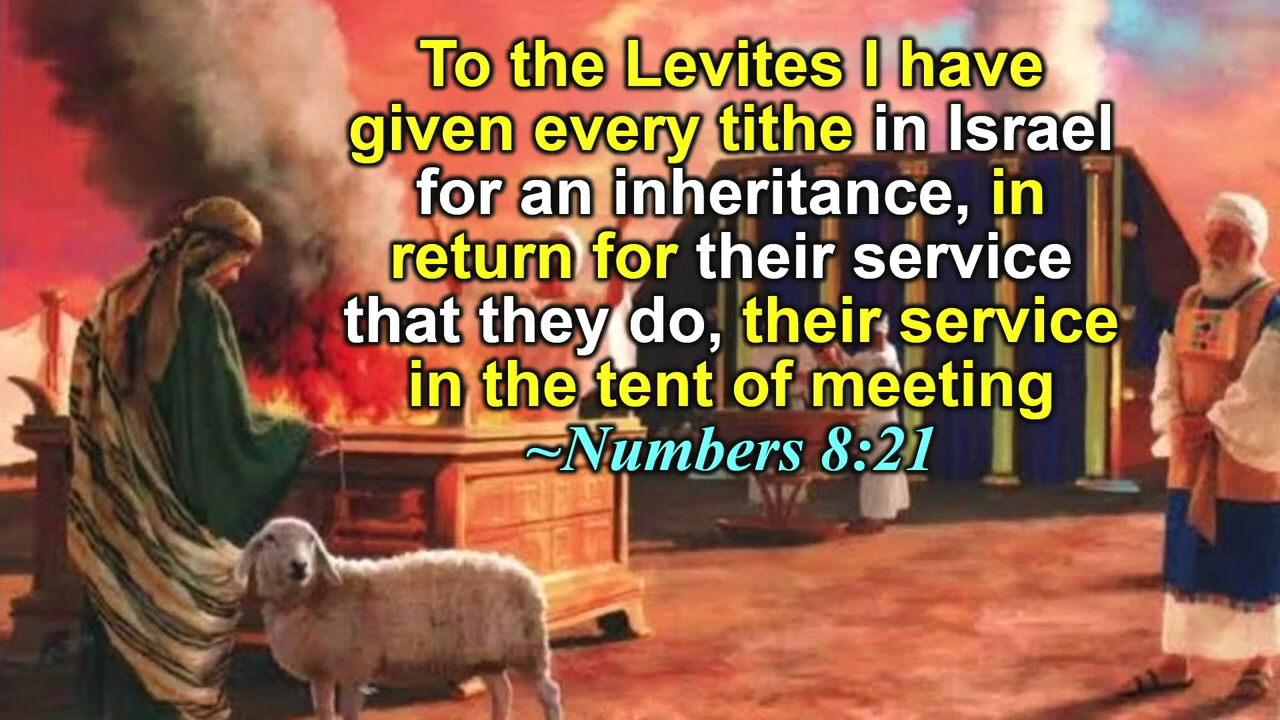 To the Levites I have
given every tithe in Israel
for an inheritance, in
return for their service
that they do, their service
in the tent of meeting
~Numbers 8:21